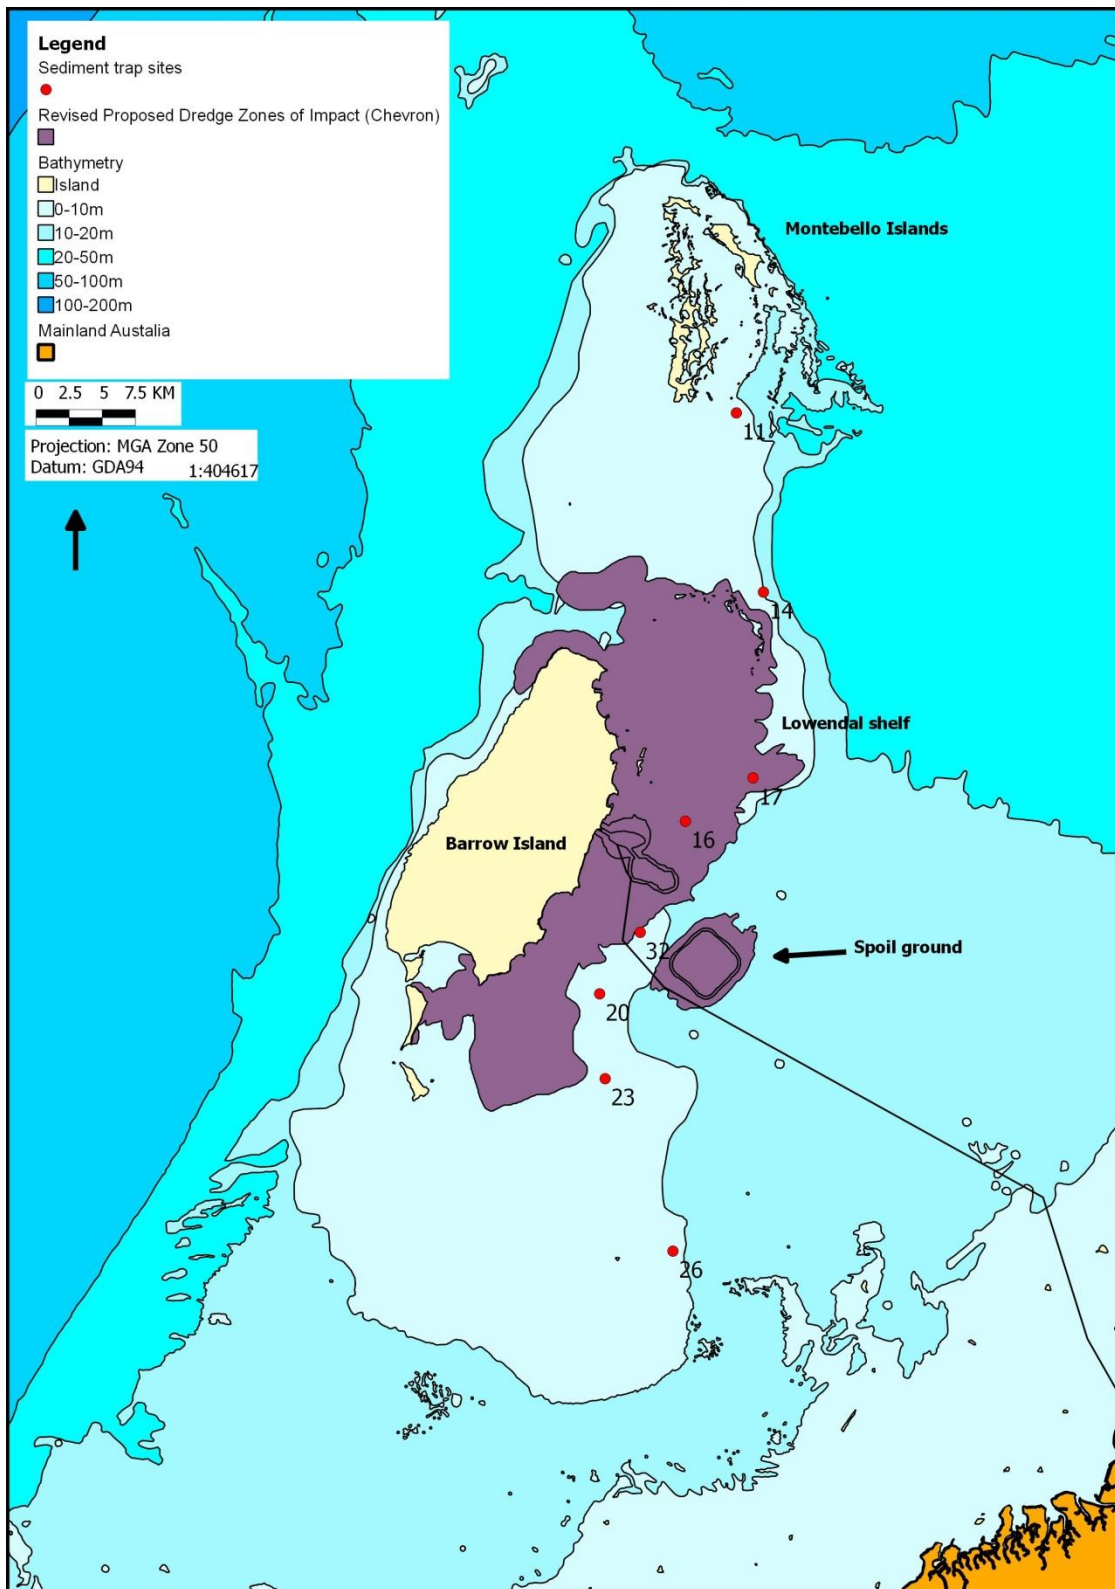 Legend
Sediment trap sites
Revised Proposed Dredge Zones of Impact (Chevron)
Bathymetry
Island
0-10m
10-20m
20-50m
50-100m
100-200m
Mainland Austalia
0 2.5 5 7.5 KM
Projection: MGA Zone 50
Datum: GDA94 1:404617
Montebello Islands
11
14
Lowendal shelf
17
16
Barrow Island
32
Spoil ground
20
23
26